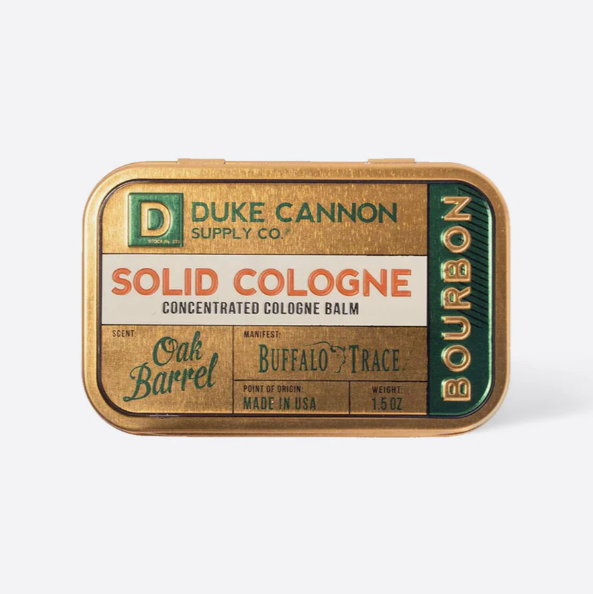 D
DUKE CANNON
SUPPLY CO.
SOLID COLOGNE
CONCENTRATED COLOGNE BALM
SCENT:
Oak
Barrel
MANIFEST:
BUFFALO TRACE
POINT OF ORIGIN:
MADE IN USA
WEIGHT:
1.5 OZ
BOURBON